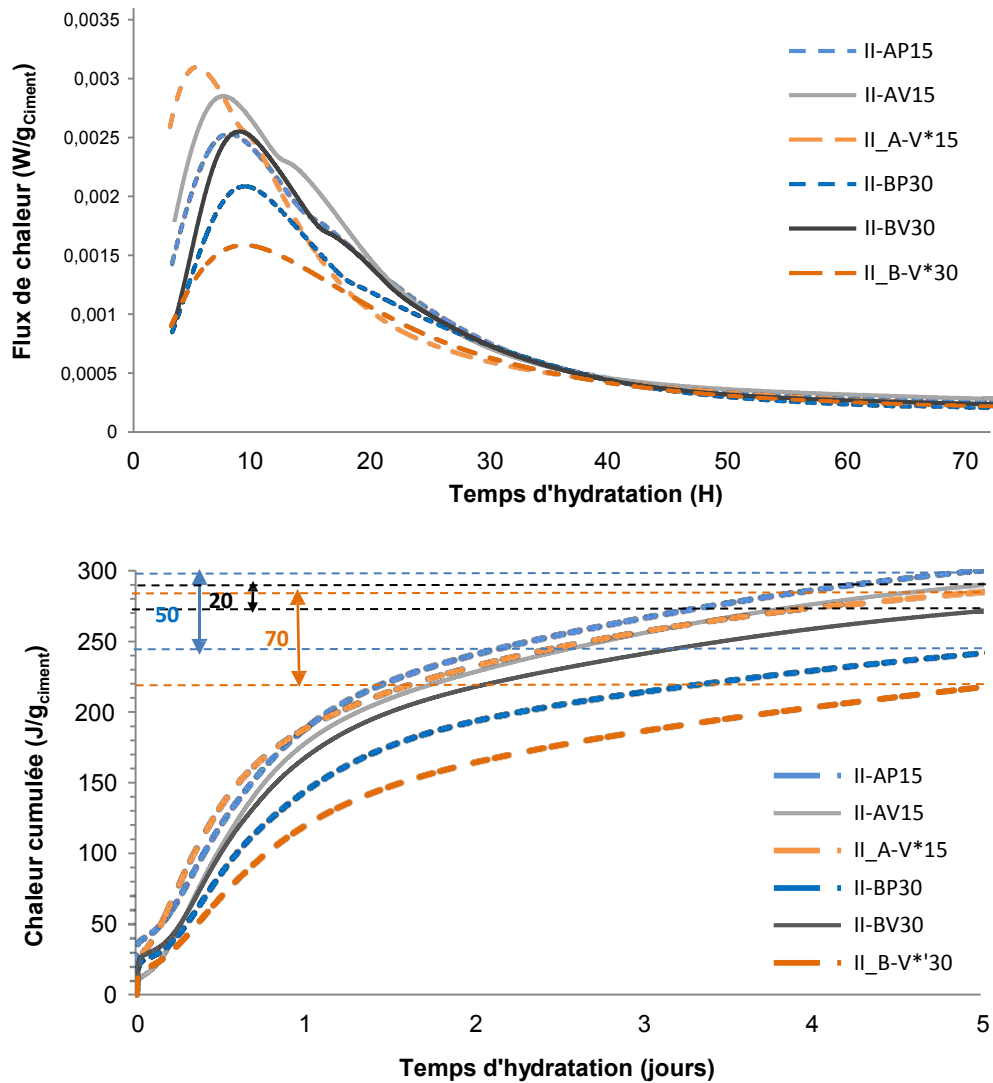 Flux de chaleur (W/gCiment)
0,0035
0,003
0,0025
0,002
0,0015
0,001
0,0005
0
0 10 20 30 40 50 60 70
Temps d'hydratation (H)
II-AP15
II-AV15
II_A-V*15
II-BP30
II-BV30
II_B-V*30
Chaleur cumulée (J/gciment)
300
250
200
150
100
50
0
50
20
70
0 1 2 3 4 5
Temps d'hydratation (jours)
II-AP15
II-AV15
II_A-V*15
II-BP30
II-BV30
II_B-V*'30